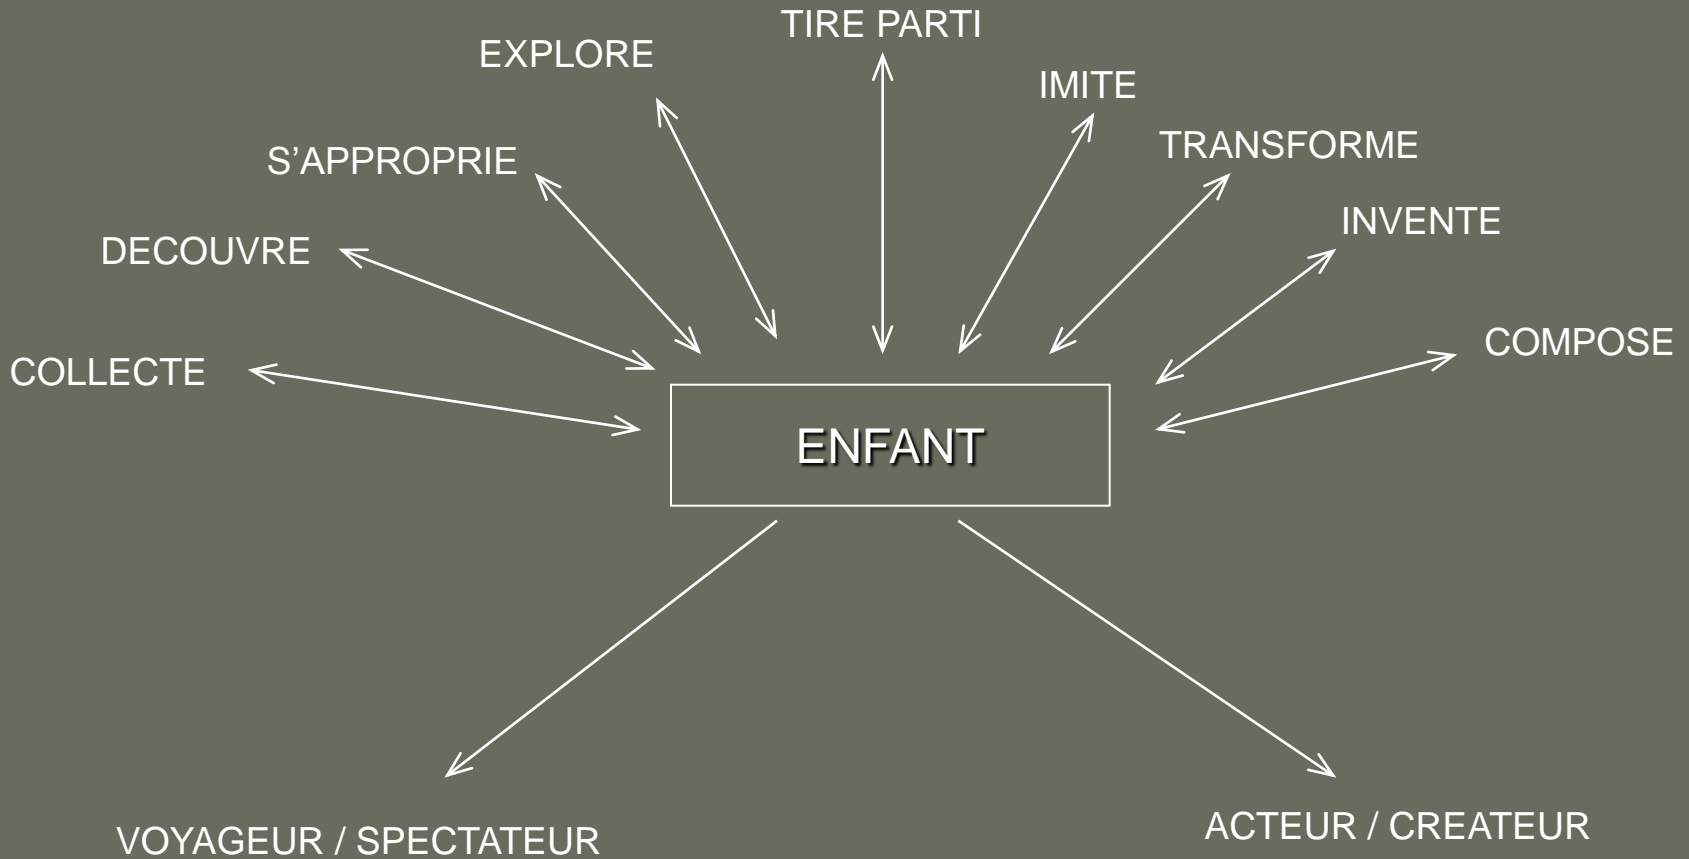 TIRE PARTI
EXPLORE
IMITE
TRANSFORME
S’APPROPRIE
INVENTE
DECOUVRE
COMPOSE
COLLECTE
ENFANT
VOYAGEUR / SPECTATEUR
ACTEUR / CREATEUR